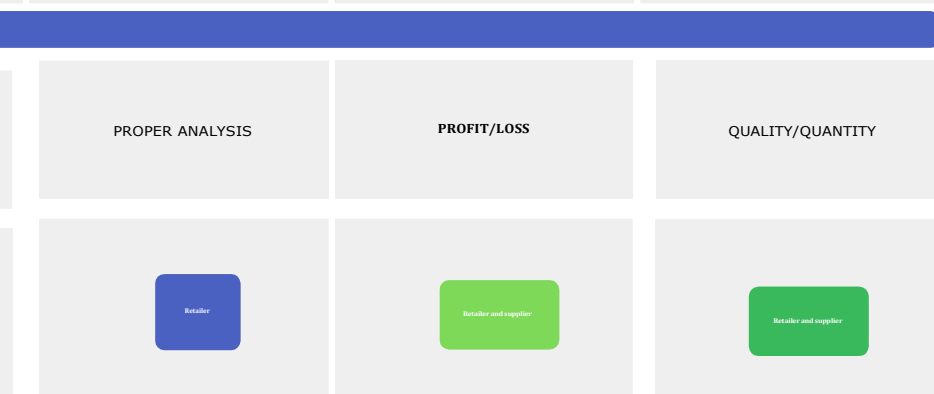 PROPER ANALYSIS
PROFIT/LOSS
QUALITY/QUANTITY
Retailer
Retailer and supplier
Retailer and supplier